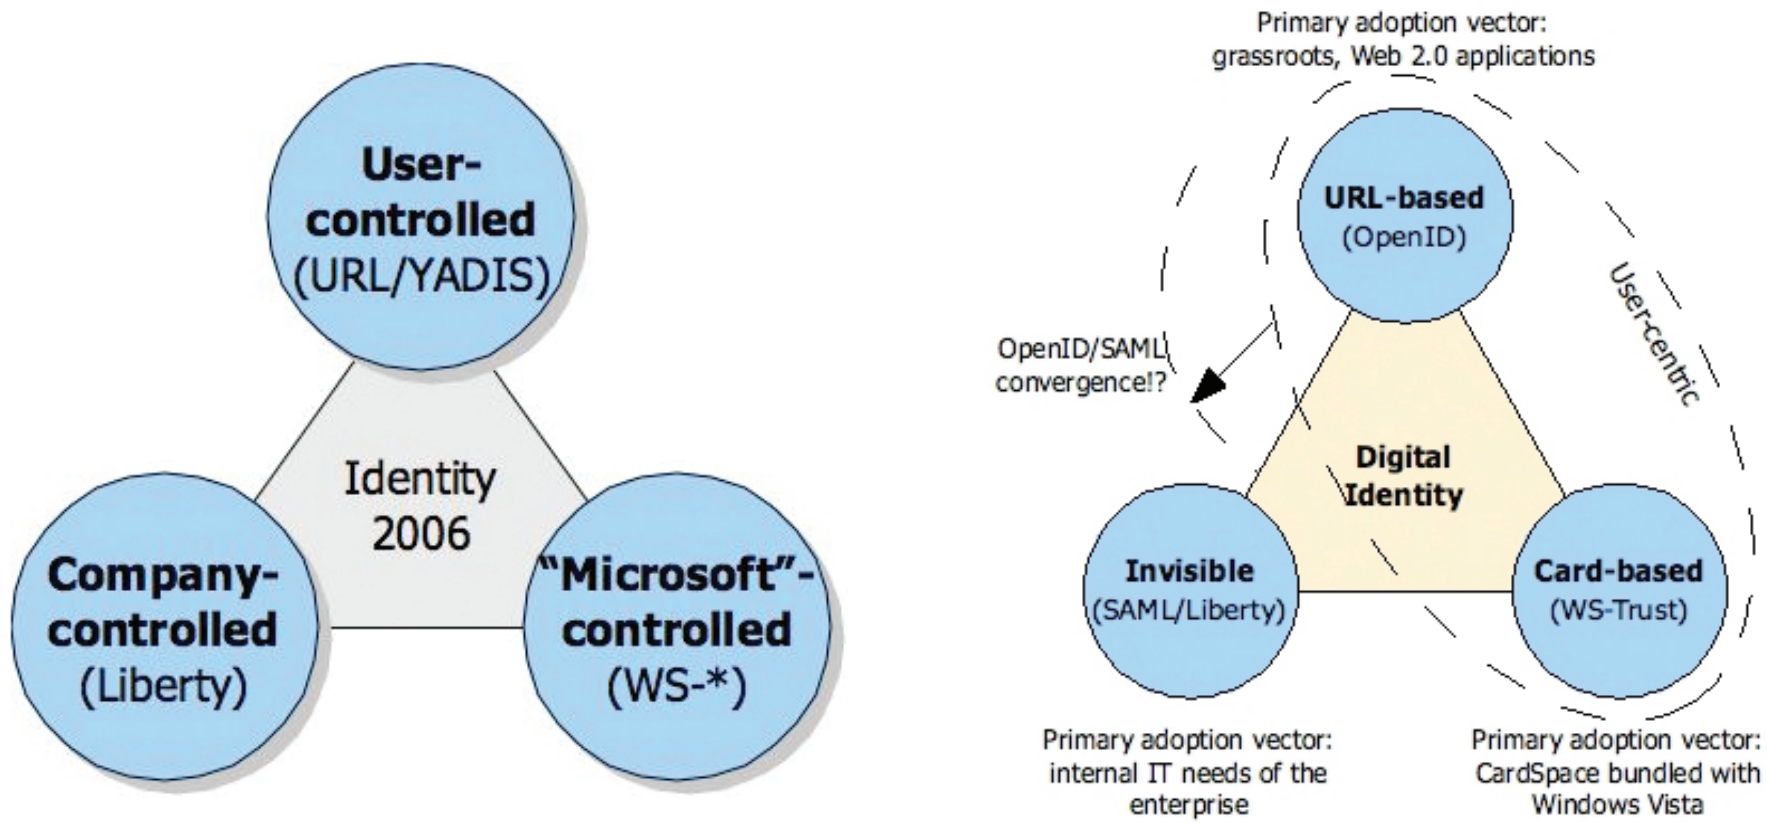 User-
controlled
(URL/YADIS)
Identity
2006
Company-
controlled
(Liberty)
“Microsoft”-
controlled
(WS-*)
Primary adoption vector:
grassroots, Web 2.0 applications
URL-based
(OpenID)
User-centric
OpenID/SAML
convergence!?
Digital
Identity
Invisible
(SAML/Liberty)
Card-based
(WS-Trust)
Primary adoption vector:
internal IT needs of the
enterprise
Primary adoption vector:
CardSpace bundled with
Windows Vista